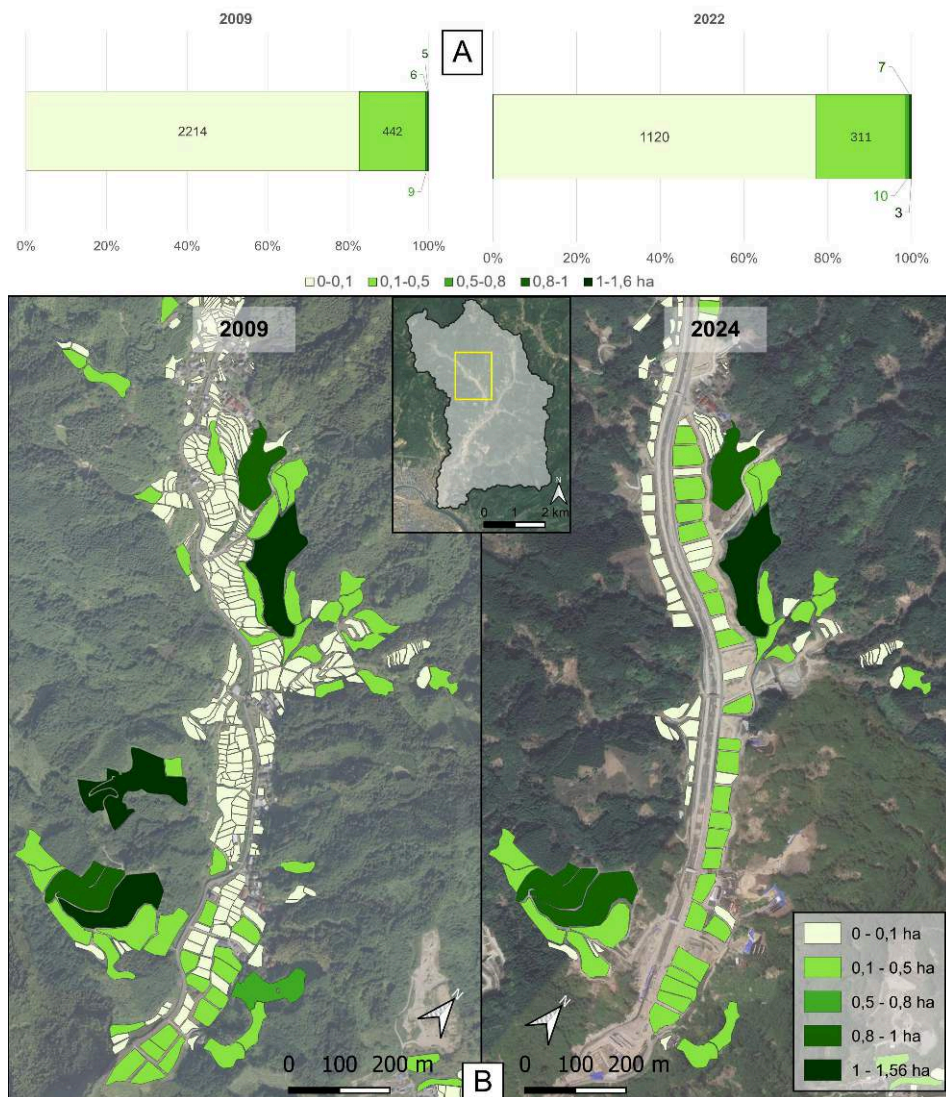 2009
A
2022
5
6
7
2214
442
1120
311
9
10
3
0% 20% 40% 60% 80% 100%
0% 20% 40% 60% 80% 100%
0-0,1 0,1-0,5 0,5-0,8 0,8-1 1-1,6 ha
2009
2024
N
0 1 2 km
0 - 0,1 ha
0,1 - 0,5 ha
0,5 - 0,8 ha
0,8 - 1 ha
1 - 1,56 ha
N
N
0 100 200 m
B
0 100 200 m